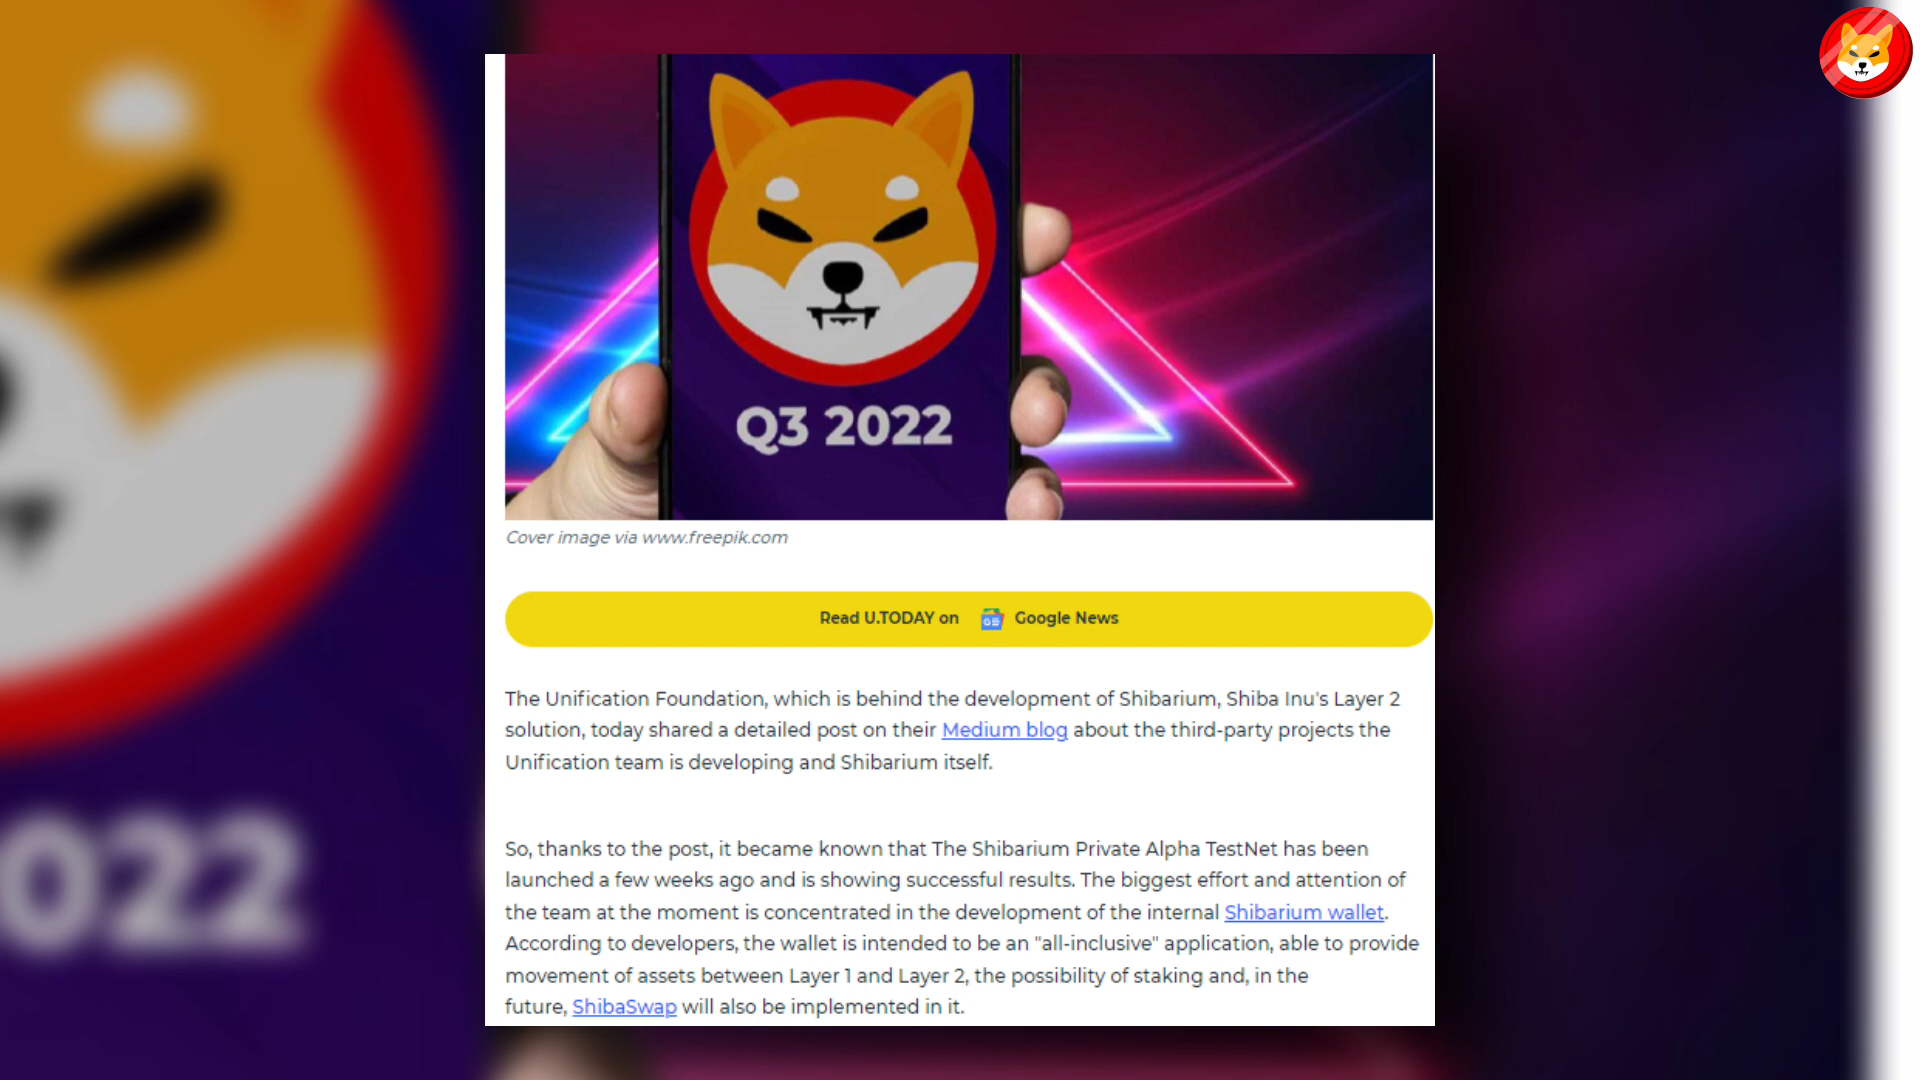 Q3 2022
Cover image via www.freepik.com
Read U.TODAY on Google News
The Unification Foundation, which is behind the development of Shibarium, Shiba Inu's Layer 2
solution, today shared a detailed post on their Medium blog about the third-party projects the
Unification team is developing and Shibarium itself.
So, thanks to the post, it became known that The Shibarium Private Alpha TestNet has been
launched a few weeks ago and is showing successful results. The biggest effort and attention of
the team at the moment is concentrated in the development of the internal Shibarium wallet.
According to developers, the wallet is intended to be an "all-inclusive" application, able to provide
movement of assets between Layer 1 and Layer 2, the possibility of staking and, in the
future, ShibaSwap will also be implemented in it.
022